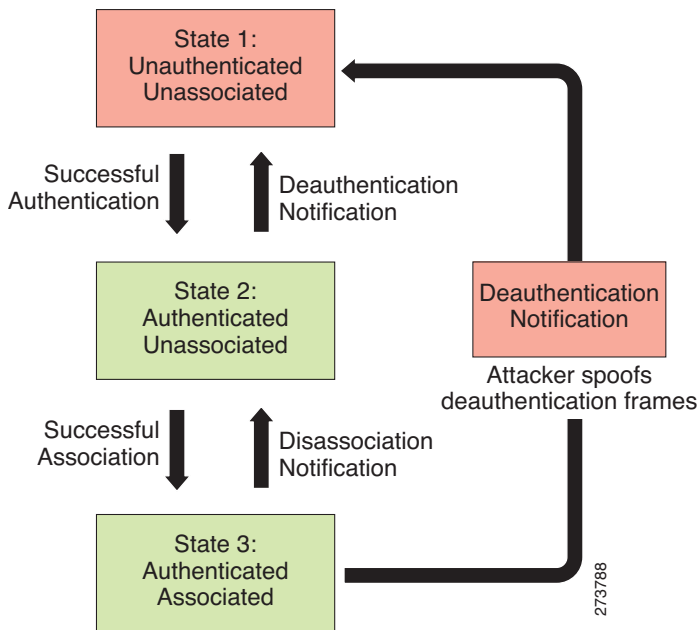 State 1:
Unauthenticated
Unassociated
Successful
Authentication
Deauthentication
Notification
State 2:
Authenticated
Unassociated
Deauthentication
Notification
Attacker spoofs
deauthentication frames
Successful
Association
Disassociation
Notification
State 3:
Authenticated
Associated
273788